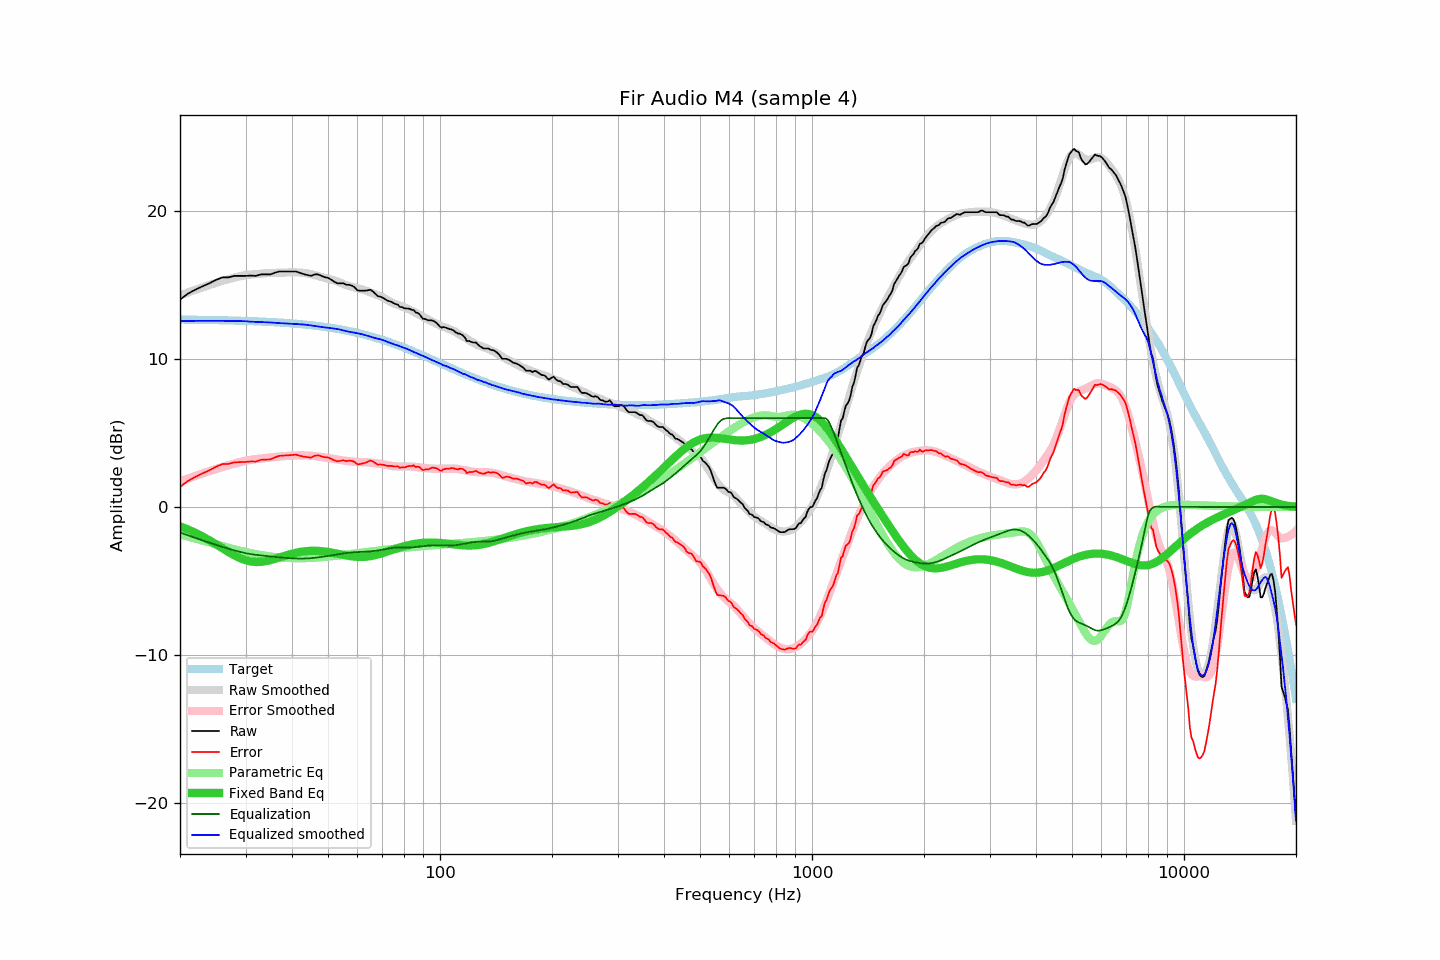 Fir Audio M4 (sample 4)
Amplitude (dBr)
20
10
0
−10
−20
Target
Raw Smoothed
Error Smoothed
Raw
Error
Parametric Eq
Fixed Band Eq
Equalization
Equalized smoothed
100
1000
10000
Frequency (Hz)